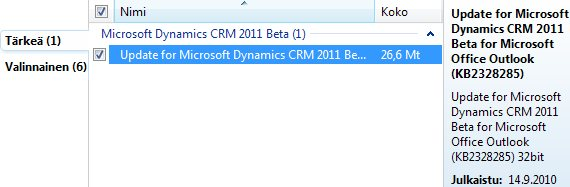 Nimi Koko
Tärkeä (1)
Valinnainen (6)
Microsoft Dynamics CRM 2011 Beta (1)
Update for Microsoft Dynamics CRM 2011 Be... 26,6 Mt
Update for Microsoft
Dynamics CRM 2011
Beta for Microsoft
Office Outlook
(KB2328285)
Update for Microsoft
Dynamics CRM 2011
Beta for Microsoft
Office Outlook
(KB2328285) 32bit
Julkaistu: 14.9.2010